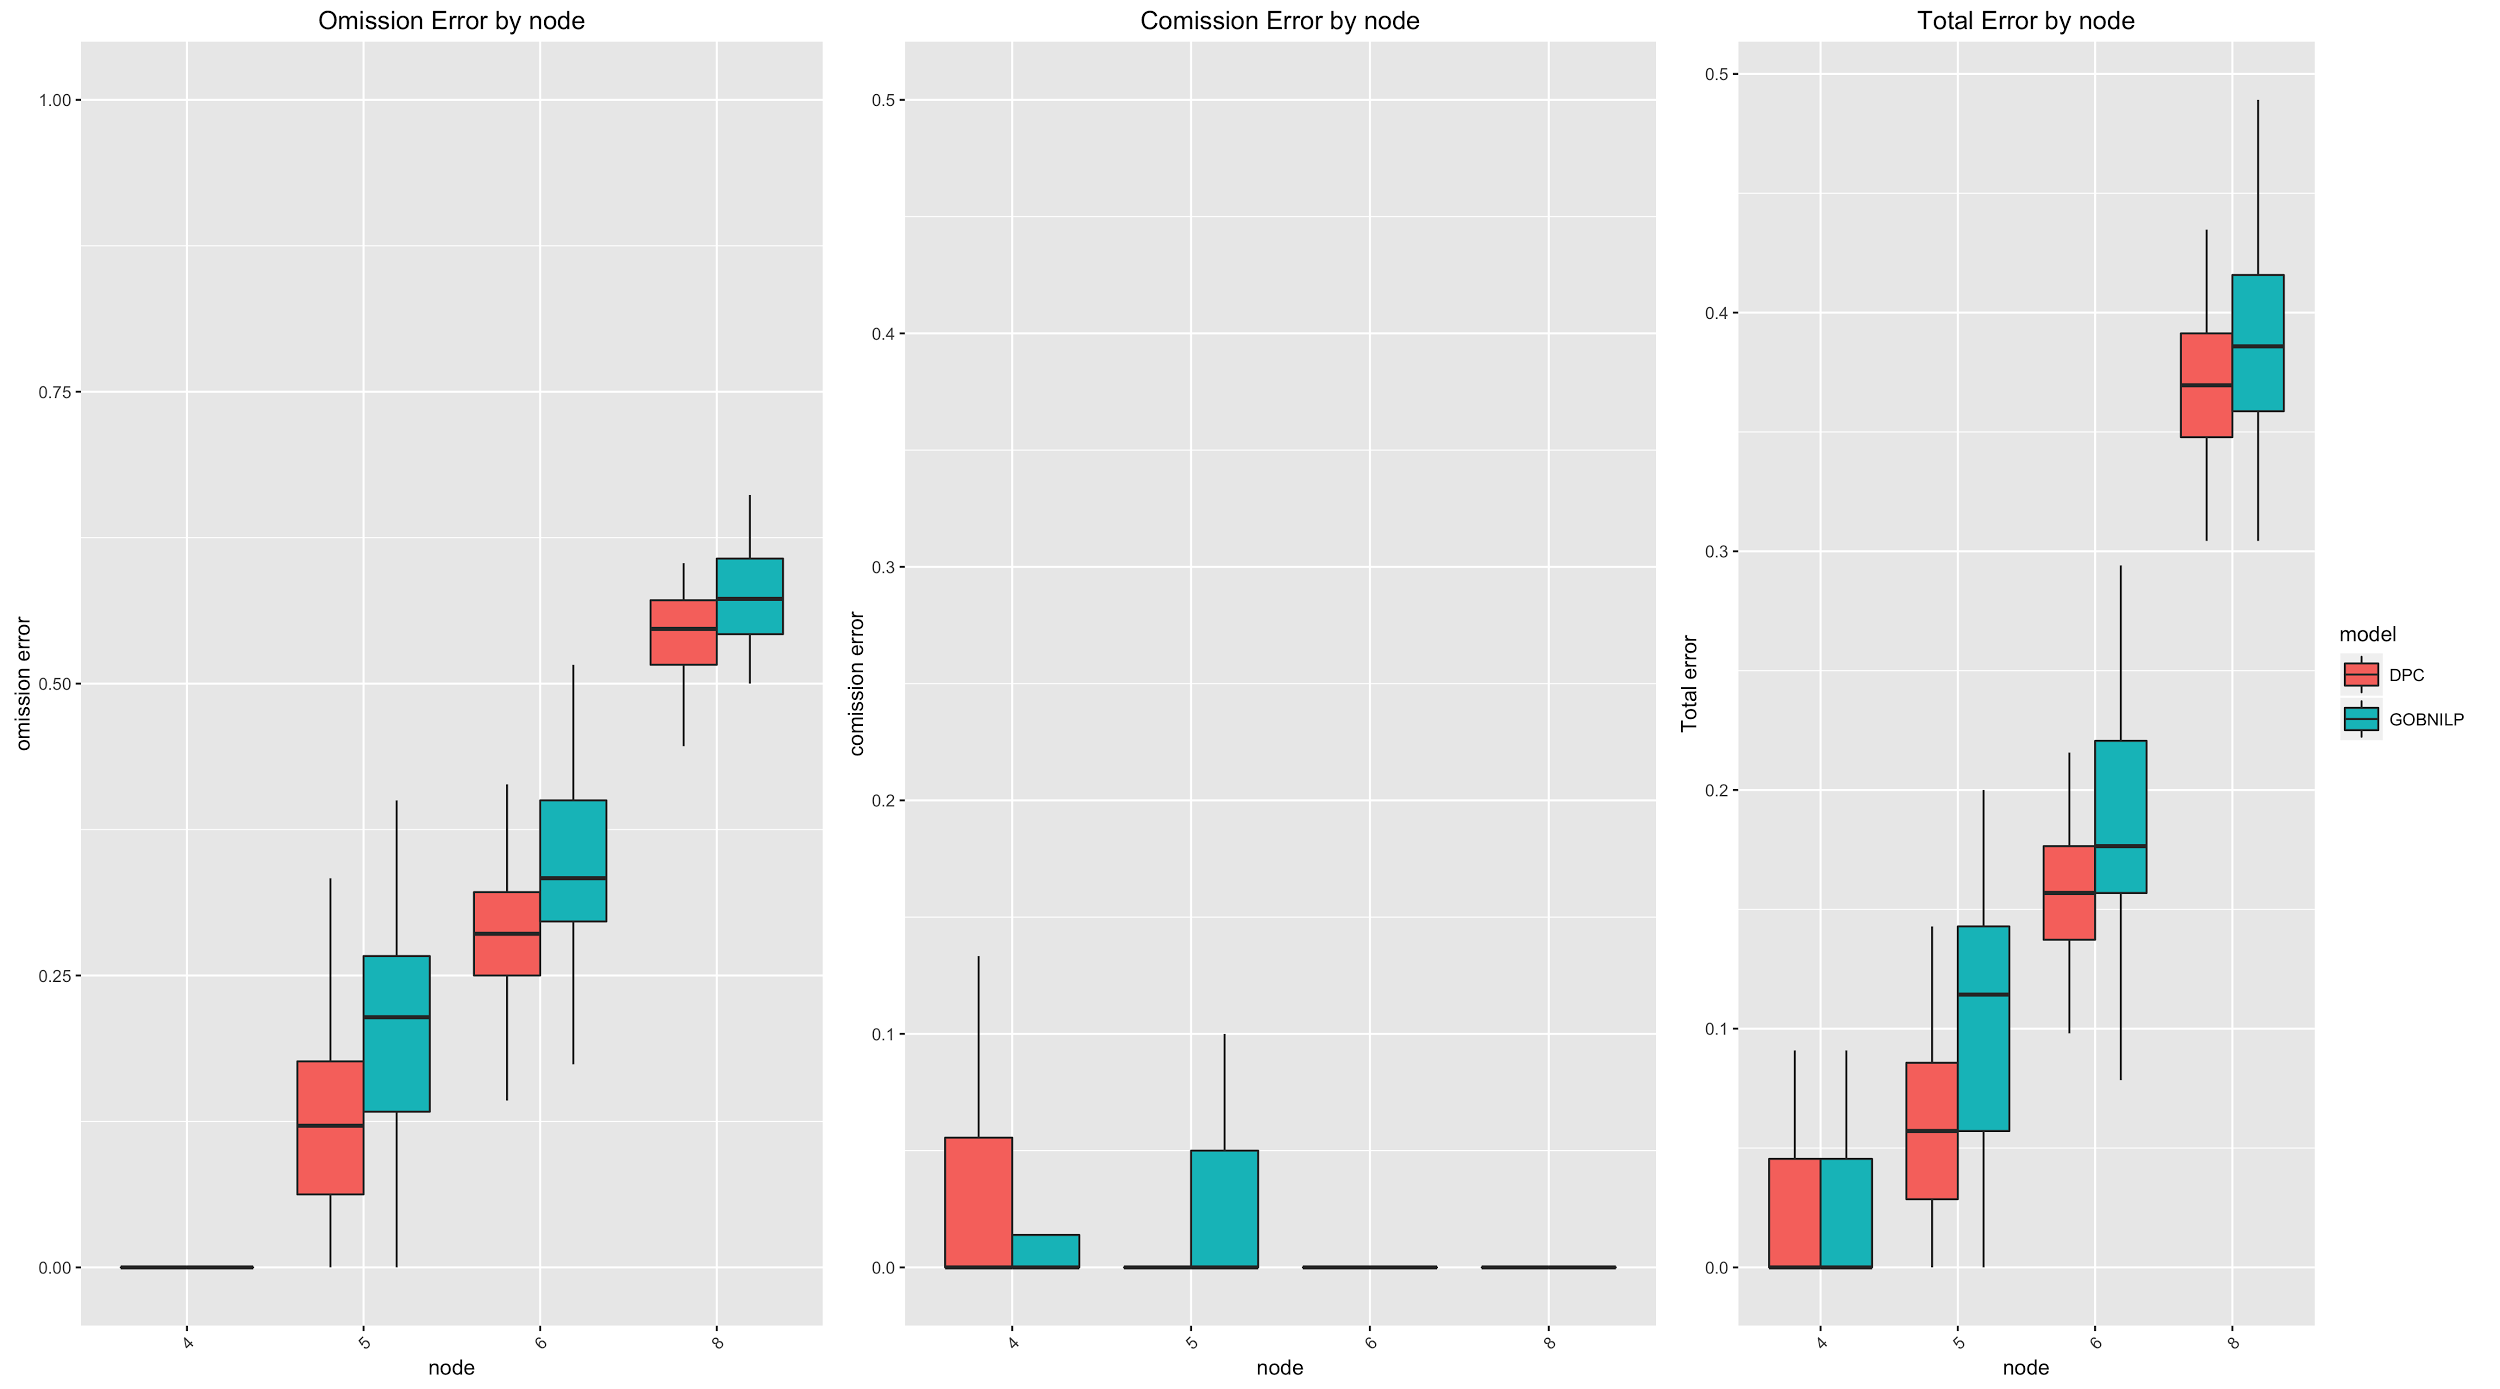 Omission Error by node
1.00
0.75
0.50
0.25
0.00
omission error
4 5 6 8
node
Comission Error by node
0.5
0.4
0.3
0.2
0.1
0.0
comission error
4 5 6 8
node
Total Error by node
0.5
0.4
0.3
0.2
0.1
0.0
Total error
4 5 6 8
node
model
DPC
GOBNILP